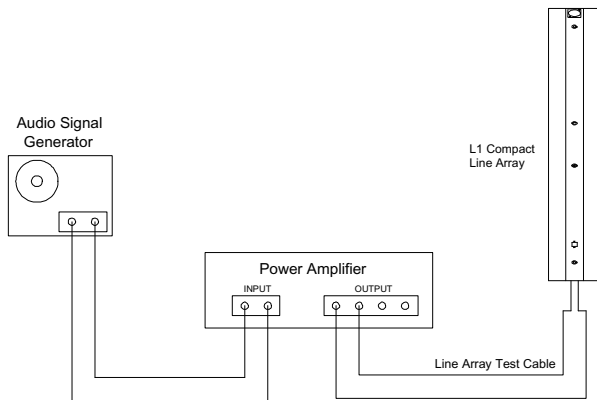 Audio Signal
Generator
L1 Compact
Line Array
Power Amplifier
INPUT
OUTPUT
Line Array Test Cable